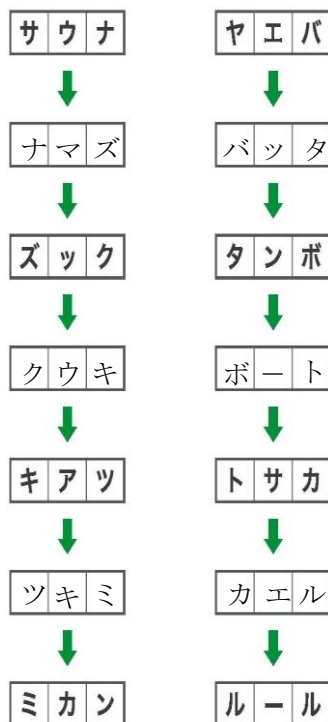 サウナ
ナマズ
ズック
クウキ
キアツ
ツキミ
ミカン
ヤエバ
バッタ
タンボ
ボート
トサカ
カエル
ルール